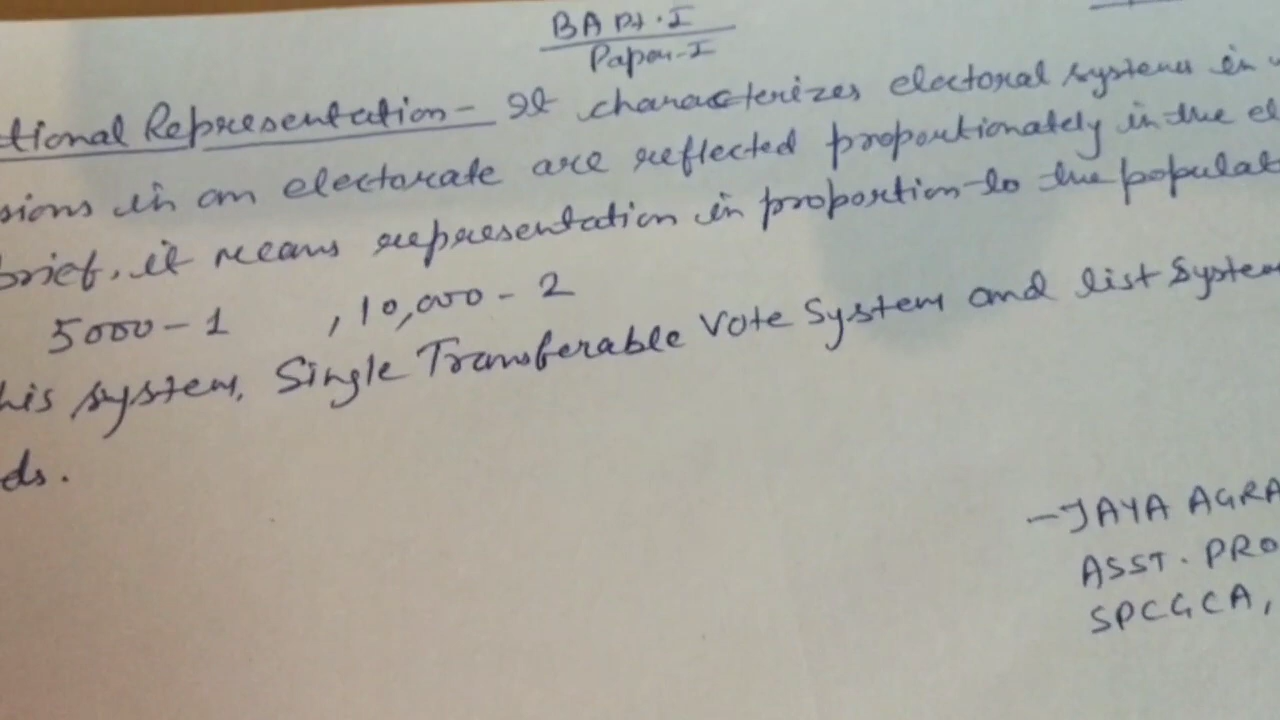 BA Pt. I
Paper-I
tional Representation - It characterizes electoral systems in
sions in an electorate are reflected proportionately in the el
brief, it means representation in proportion to the populat
5000 - 1 , 10,000 - 2
his system, Single Transferable Vote System and list System
ds.
- JAYA AGRA
ASST. PRO
SPCGCA,